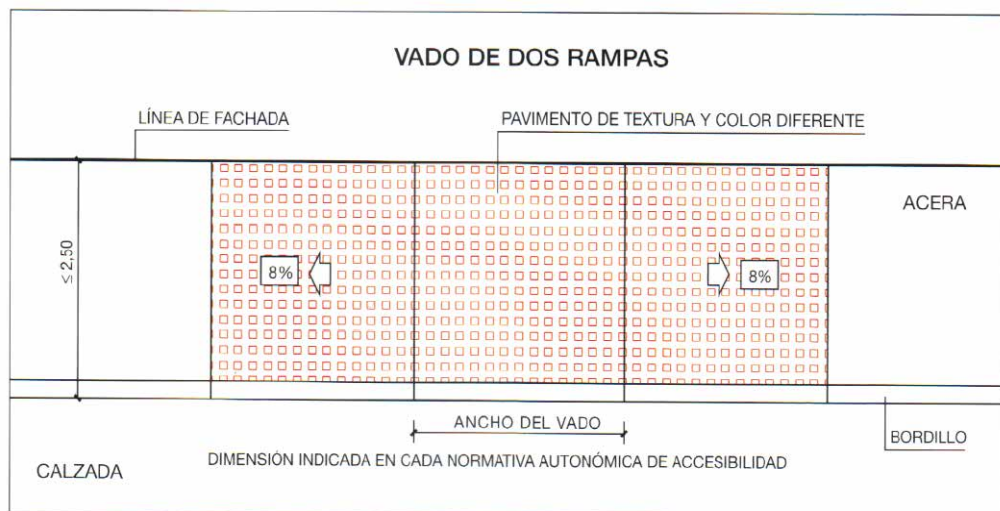 VADO DE DOS RAMPAS
LÍNEA DE FACHADA
PAVIMENTO DE TEXTURA Y COLOR DIFERENTE
ACERA
≤ 2,50
8%
8%
ANCHO DEL VADO
BORDILLO
DIMENSIÓN INDICADA EN CADA NORMATIVA AUTONÓMICA DE ACCESIBILIDAD
CALZADA